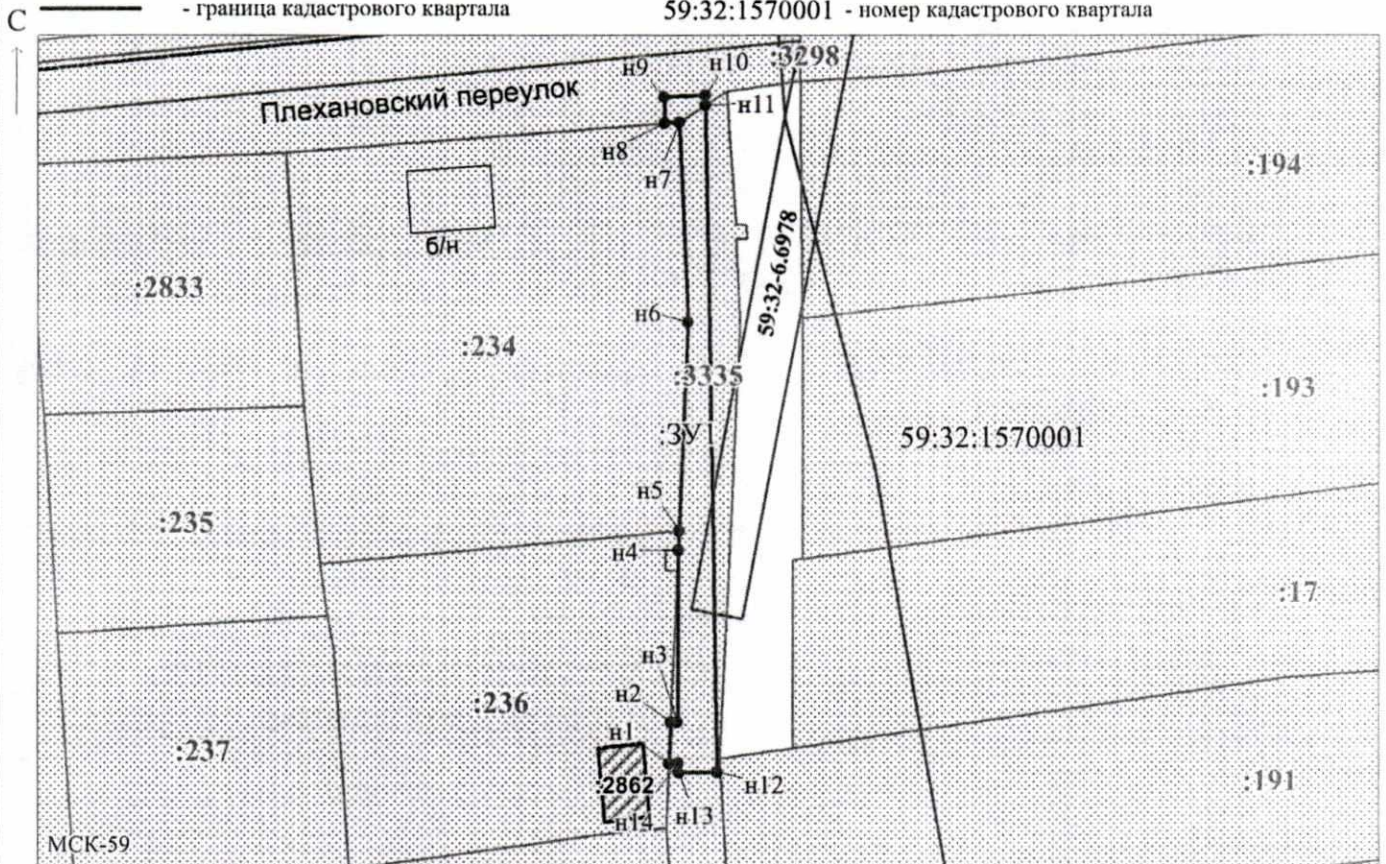 - граница кадастрового квартала
59:32:1570001 - номер кадастрового квартала
С
:3298
н9
н10
Плехановский переулок
н11
н8
н7
:194
б/н
59:32-6.6978
:2833
н6
:234
:3335
:193
:ЗУ
59:32:1570001
н5
:235
н4
:17
н3
н2
:236
н1
:237
:2862
н12
:191
н14
н13
МСК-59